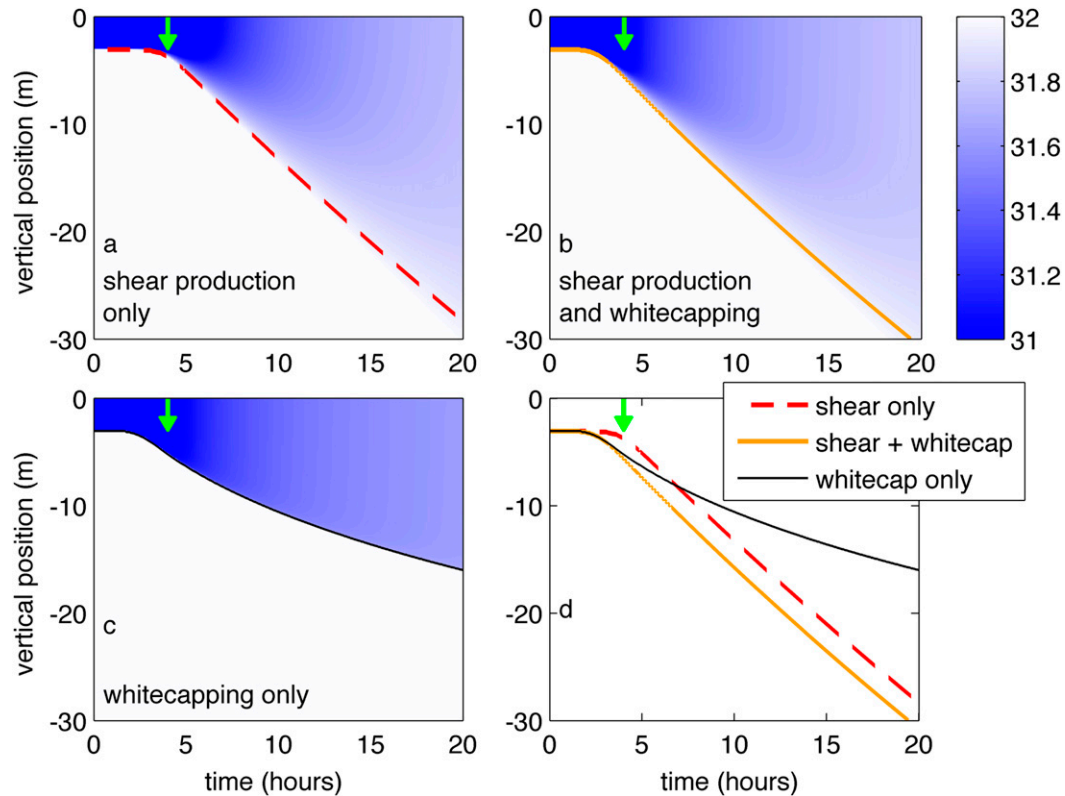 0
-10
-20
-30
vertical position (m)
a
shear production
only
0 5 10 15 20
0
-10
-20
-30
b
shear production
and whitecapping
0 5 10 15 20
32
31.8
31.6
31.4
31.2
31
0
-10
-20
-30
vertical position (m)
c
whitecapping only
0 5 10 15 20
time (hours)
0
-10
-20
-30
d
shear only
shear + whitecap
whitecap only
0 5 10 15 20
time (hours)